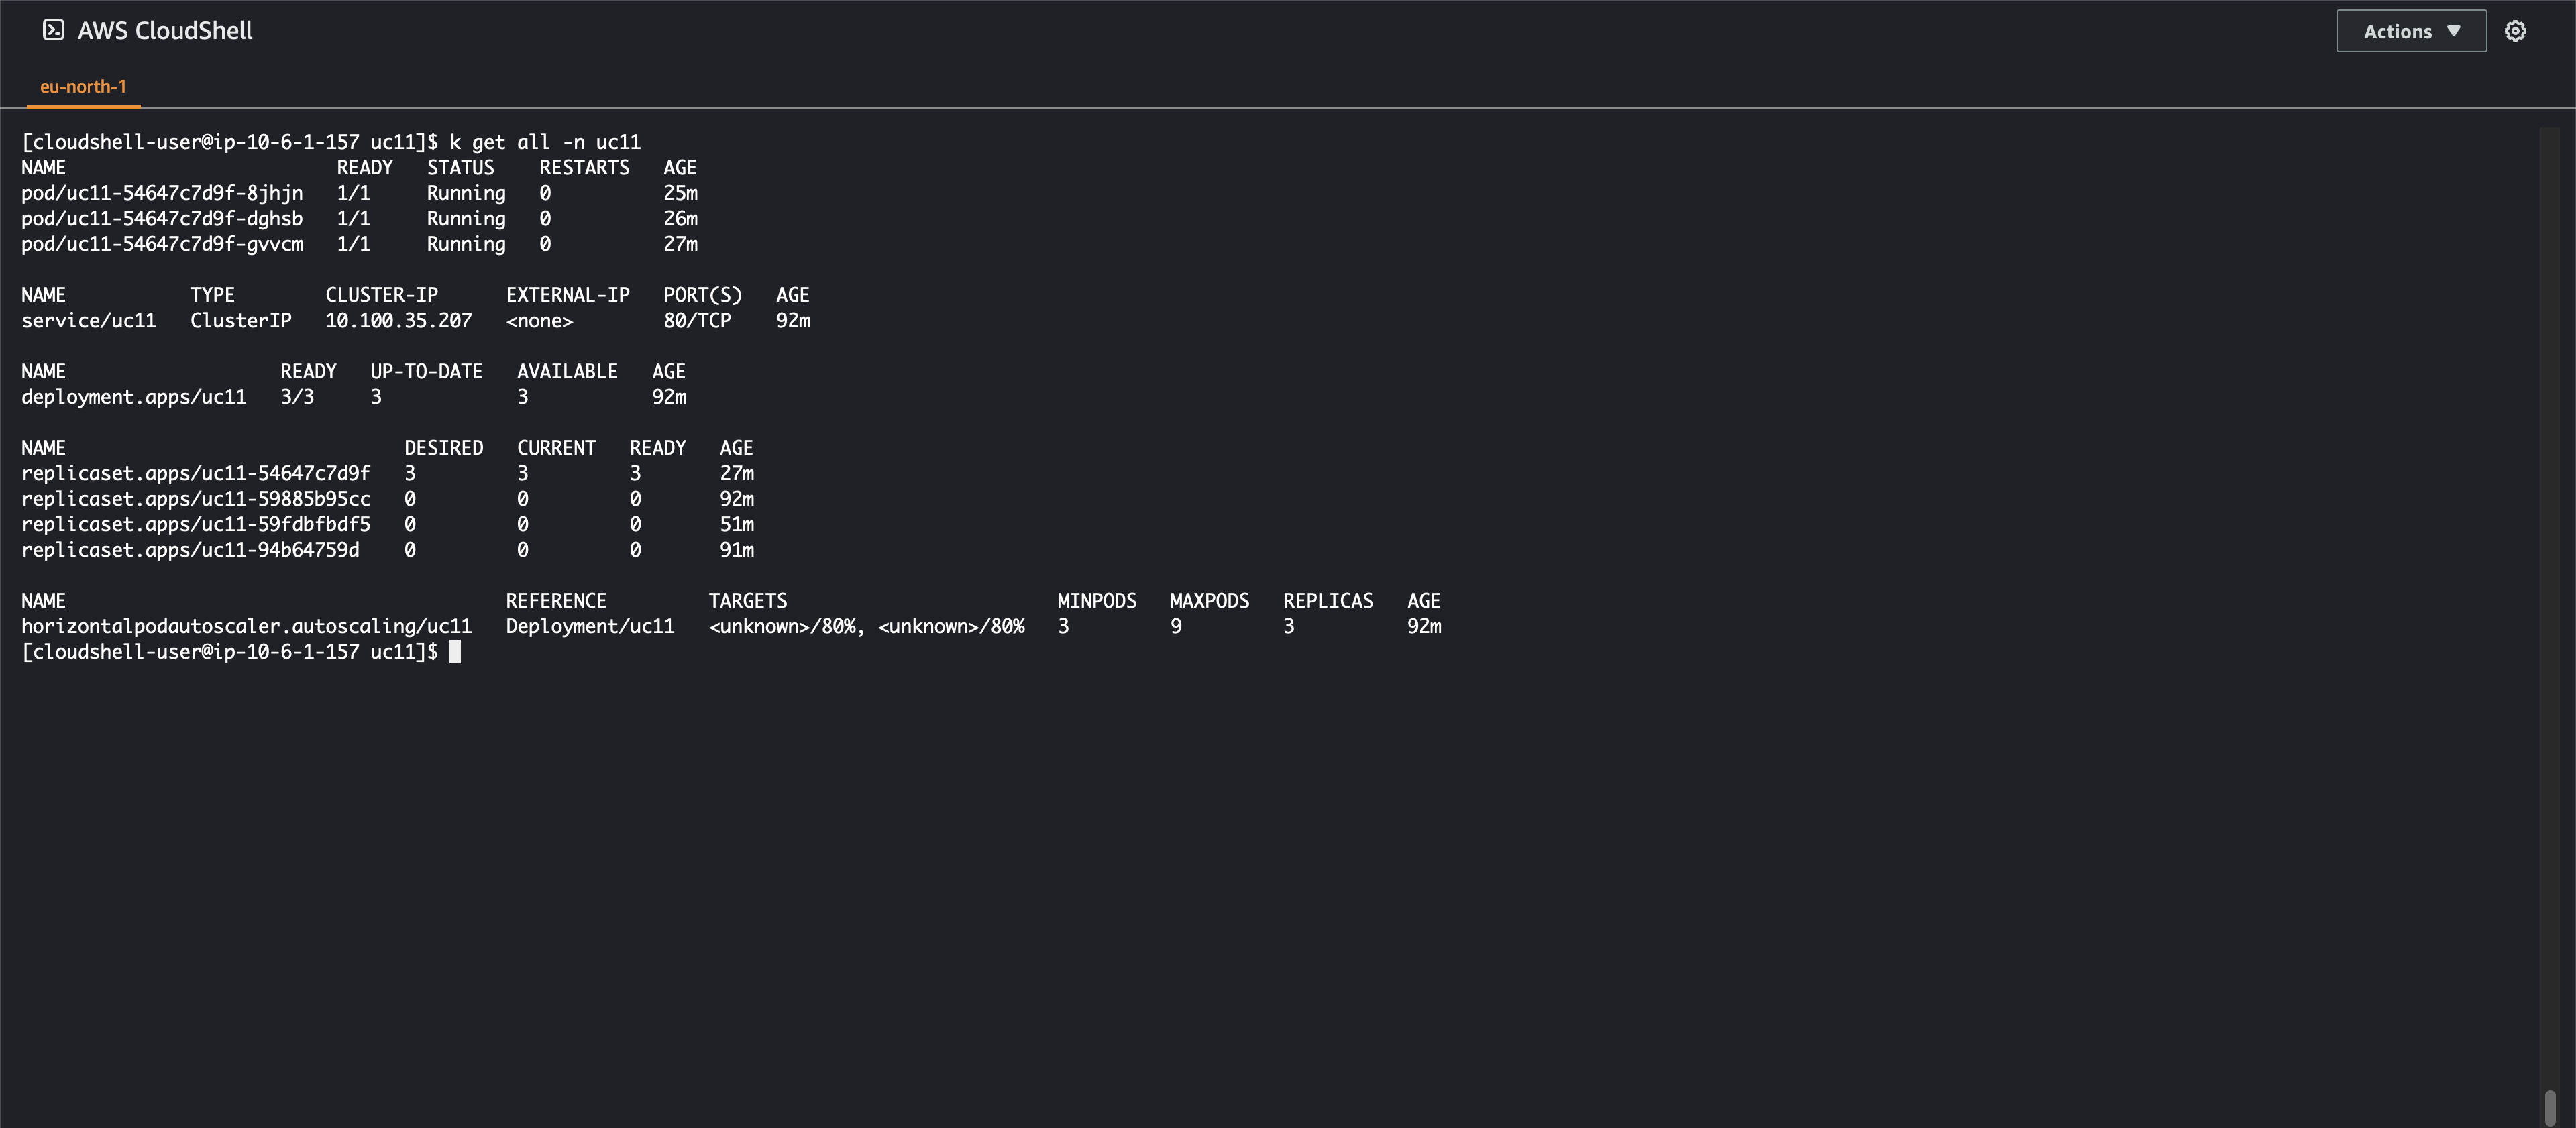 AWS CloudShell
Actions ▼
eu-north-1
[cloudshell-user@ip-10-6-1-157 uc11]$ k get all -n uc11
NAME                        READY   STATUS    RESTARTS   AGE
pod/uc11-54647c7d9f-8jhjn   1/1     Running   0          25m
pod/uc11-54647c7d9f-dghsb   1/1     Running   0          26m
pod/uc11-54647c7d9f-gvvcm   1/1     Running   0          27m

NAME           TYPE        CLUSTER-IP      EXTERNAL-IP   PORT(S)   AGE
service/uc11   ClusterIP   10.100.35.207   <none>        80/TCP    92m

NAME                   READY   UP-TO-DATE   AVAILABLE   AGE
deployment.apps/uc11   3/3     3            3           92m

NAME                              DESIRED   CURRENT   READY   AGE
replicaset.apps/uc11-54647c7d9f   3         3         3       27m
replicaset.apps/uc11-59885b95cc   0         0         0       92m
replicaset.apps/uc11-59fdbfbdf5   0         0         0       51m
replicaset.apps/uc11-94b64759d    0         0         0       91m

NAME                                       REFERENCE         TARGETS                        MINPODS   MAXPODS   REPLICAS   AGE
horizontalpodautoscaler.autoscaling/uc11   Deployment/uc11   <unknown>/80%, <unknown>/80%   3         9         3          92m
[cloudshell-user@ip-10-6-1-157 uc11]$